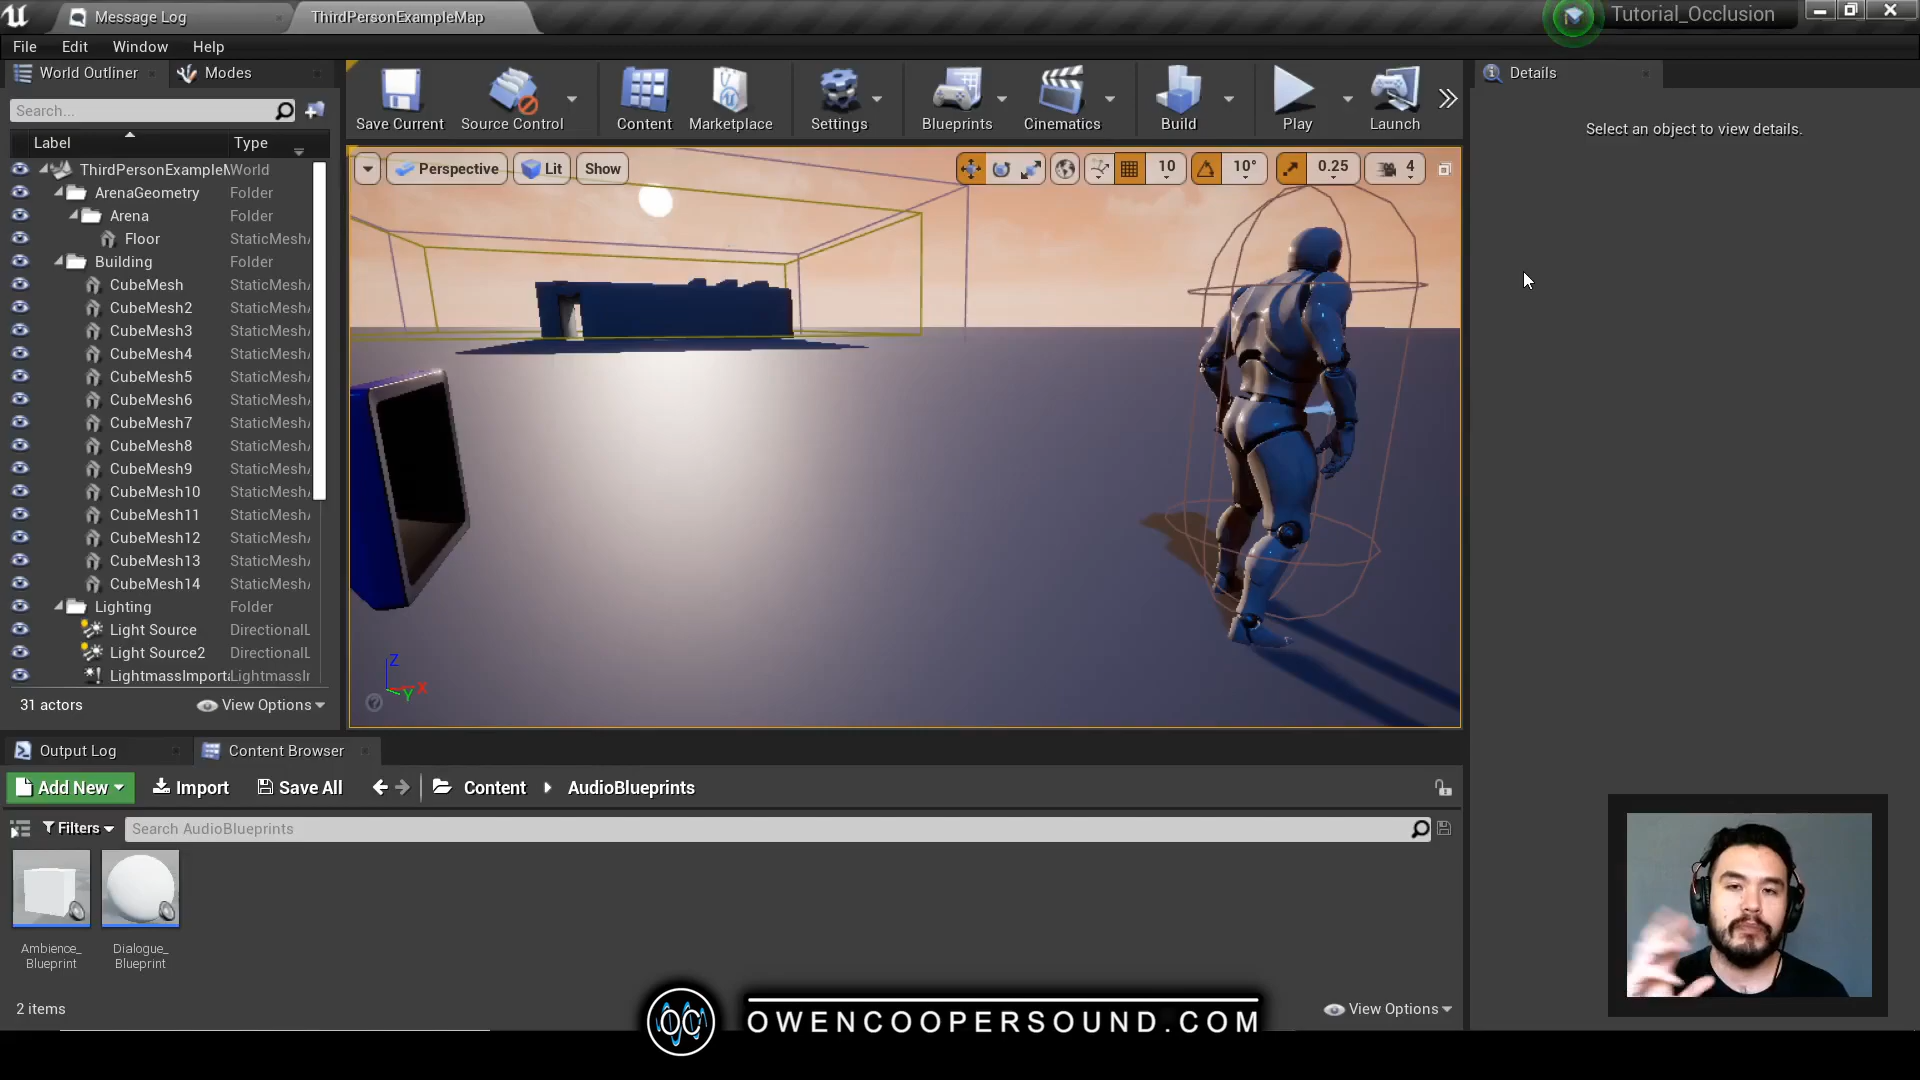 Message Log
ThirdPersonExampleMap
Tutorial_Occlusion
File Edit Window Help
World Outliner
Modes
Details
Search...
Save Current
Source Control
Content
Marketplace
Settings
Blueprints
Cinematics
Build
Play
Launch
Select an object to view details.
Label Type
Perspective
Lit
Show
10
10°
0.25
4
ThirdPersonExampleM World
ArenaGeometry Folder
Arena Folder
Floor StaticMesh
Building Folder
CubeMesh StaticMesh
CubeMesh2 StaticMesh
CubeMesh3 StaticMesh
CubeMesh4 StaticMesh
CubeMesh5 StaticMesh
CubeMesh6 StaticMesh
CubeMesh7 StaticMesh
CubeMesh8 StaticMesh
CubeMesh9 StaticMesh
CubeMesh10 StaticMesh
CubeMesh11 StaticMesh
CubeMesh12 StaticMesh
CubeMesh13 StaticMesh
CubeMesh14 StaticMesh
Lighting Folder
Light Source DirectionalL
Light Source2 DirectionalL
LightmassImporta LightmassIr
31 actors
View Options
Z
X
Y
Output Log
Content Browser
Add New
Import
Save All
Content
AudioBlueprints
Filters
Search AudioBlueprints
Ambience_
Blueprint
Dialogue_
Blueprint
2 items
View Options
OC
OWENCOOPERSOUND.COM